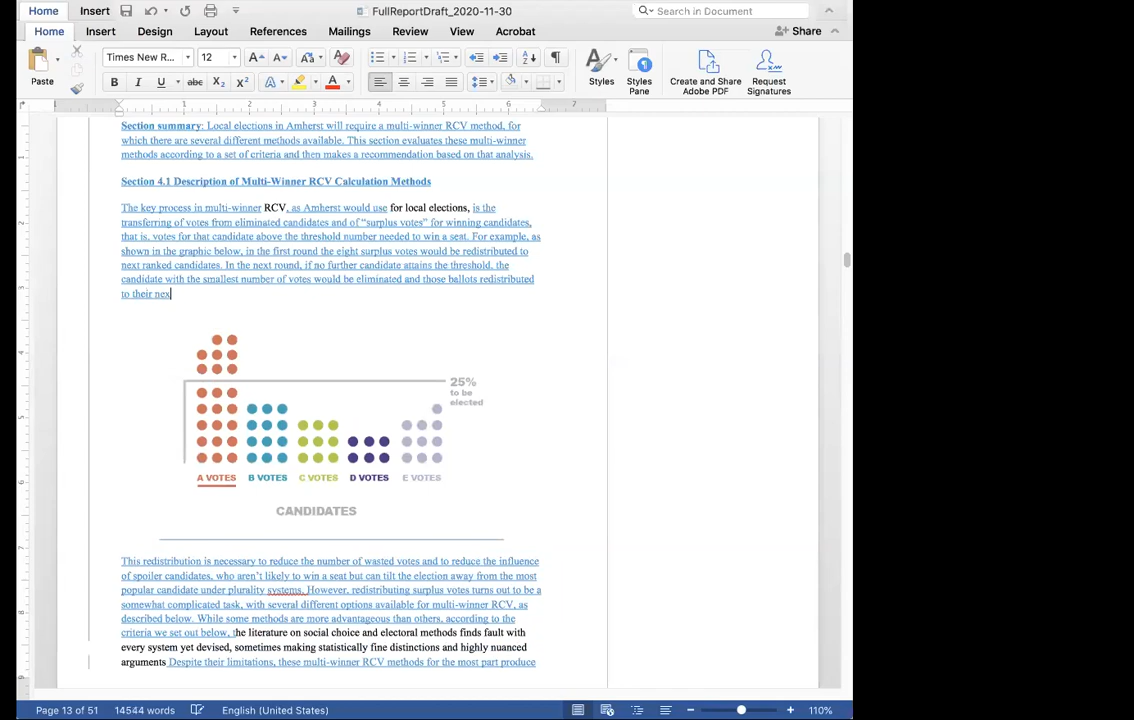 Home Insert FullReportDraft_2020-11-30 Search in Document
Home Insert Design Layout References Mailings Review View Acrobat Share
Paste Times New R... 12 Styles Styles Pane Create and Share Adobe PDF Request Signatures
1 1 2 3 4 5 6 7
Section summary: Local elections in Amherst will require a multi-winner RCV method, for
which there are several different methods available. This section evaluates these multi-winner
methods according to a set of criteria and then makes a recommendation based on that analysis.
Section 4.1 Description of Multi-Winner RCV Calculation Methods
The key process in multi-winner RCV, as Amherst would use for local elections, is the
transferring of votes from eliminated candidates and of “surplus votes” for winning candidates,
that is, votes for that candidate above the threshold number needed to win a seat. For example, as
shown in the graphic below, in the first round the eight surplus votes would be redistributed to
next ranked candidates. In the next round, if no further candidate attains the threshold, the
candidate with the smallest number of votes would be eliminated and those ballots redistributed
to their nex
25%
to be
elected
A VOTES B VOTES C VOTES D VOTES E VOTES
CANDIDATES
This redistribution is necessary to reduce the number of wasted votes and to reduce the influence
of spoiler candidates, who aren’t likely to win a seat but can tilt the election away from the most
popular candidate under plurality systems. However, redistributing surplus votes turns out to be a
somewhat complicated task, with several different options available for multi-winner RCV, as
described below. While some methods are more advantageous than others, according to the
criteria we set out below, the literature on social choice and electoral methods finds fault with
every system yet devised, sometimes making statistically fine distinctions and highly nuanced
arguments Despite their limitations, these multi-winner RCV methods for the most part produce
Page 13 of 51 14544 words English (United States) 110%